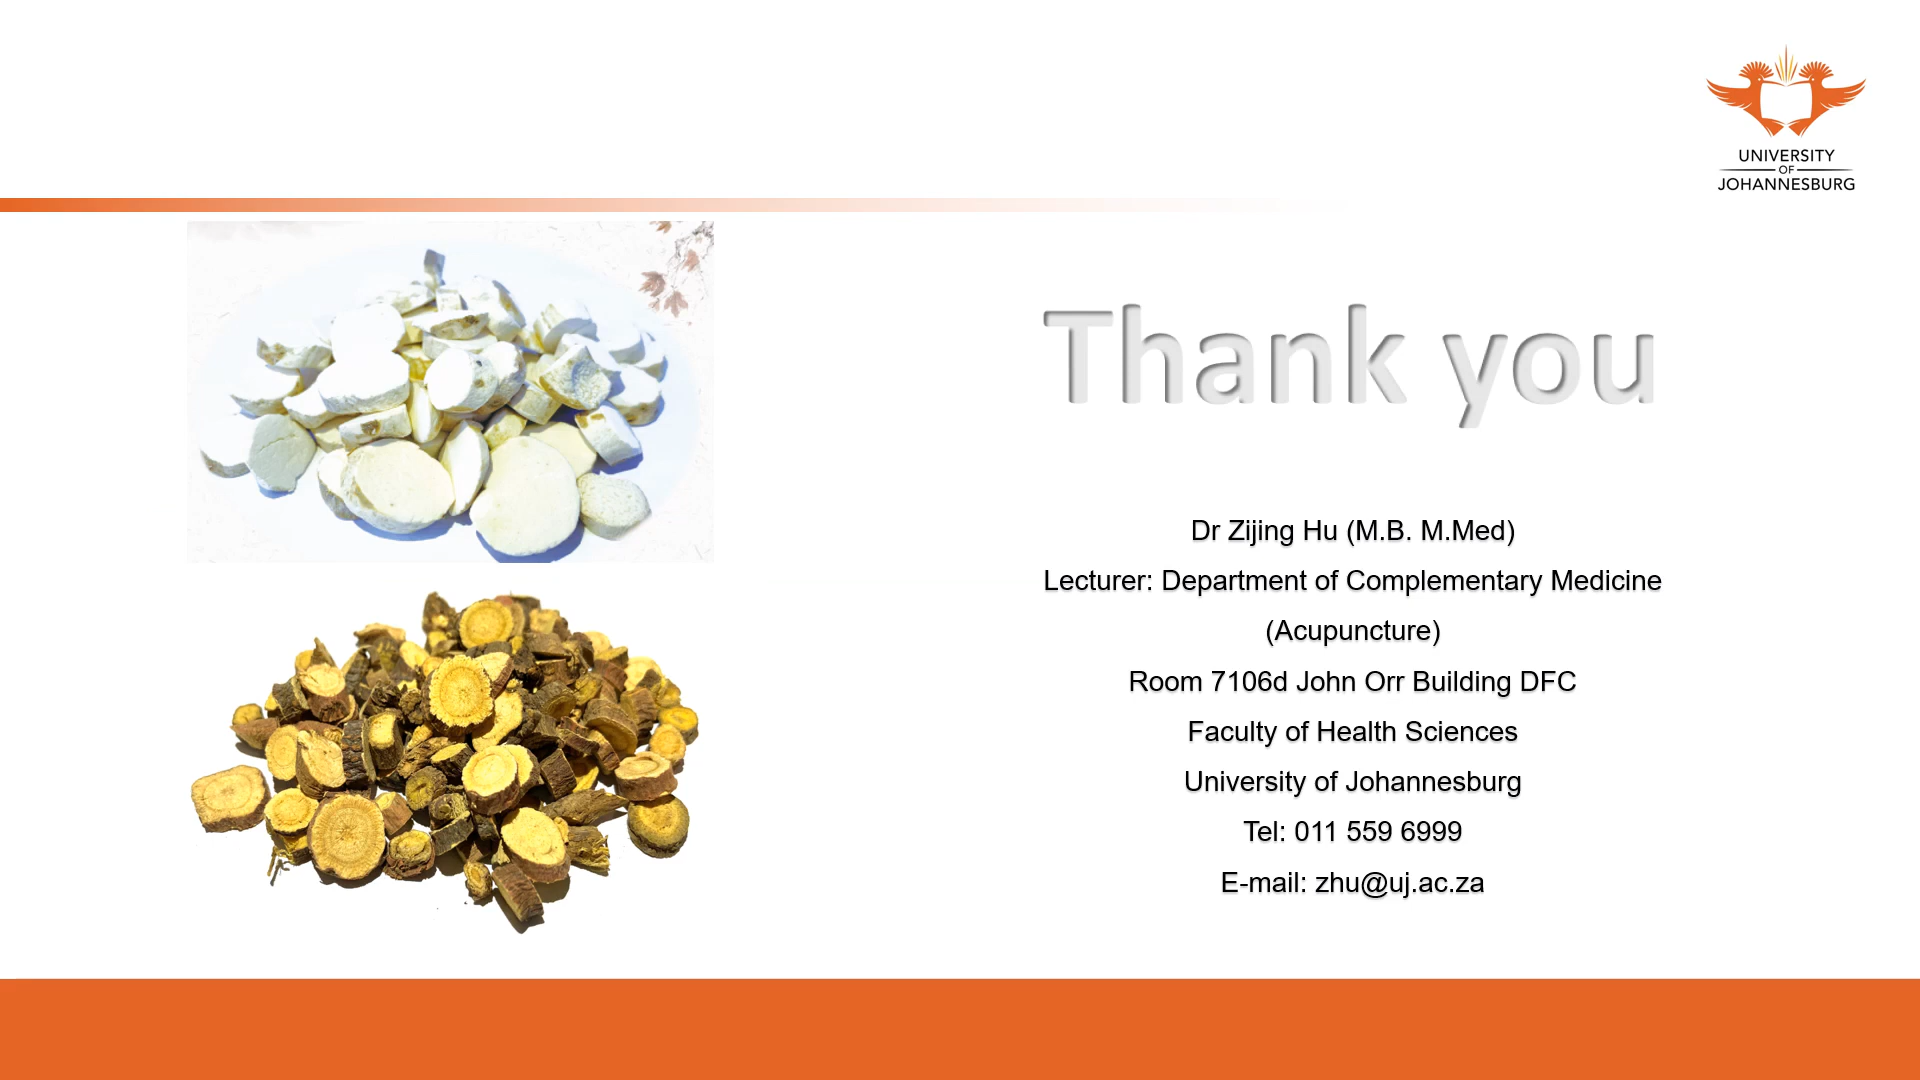 UNIVERSITY
OF
JOHANNESBURG
Thank you
Dr Zijing Hu (M.B. M.Med)
Lecturer: Department of Complementary Medicine
(Acupuncture)
Room 7106d John Orr Building DFC
Faculty of Health Sciences
University of Johannesburg
Tel: 011 559 6999
E-mail: zhu@uj.ac.za